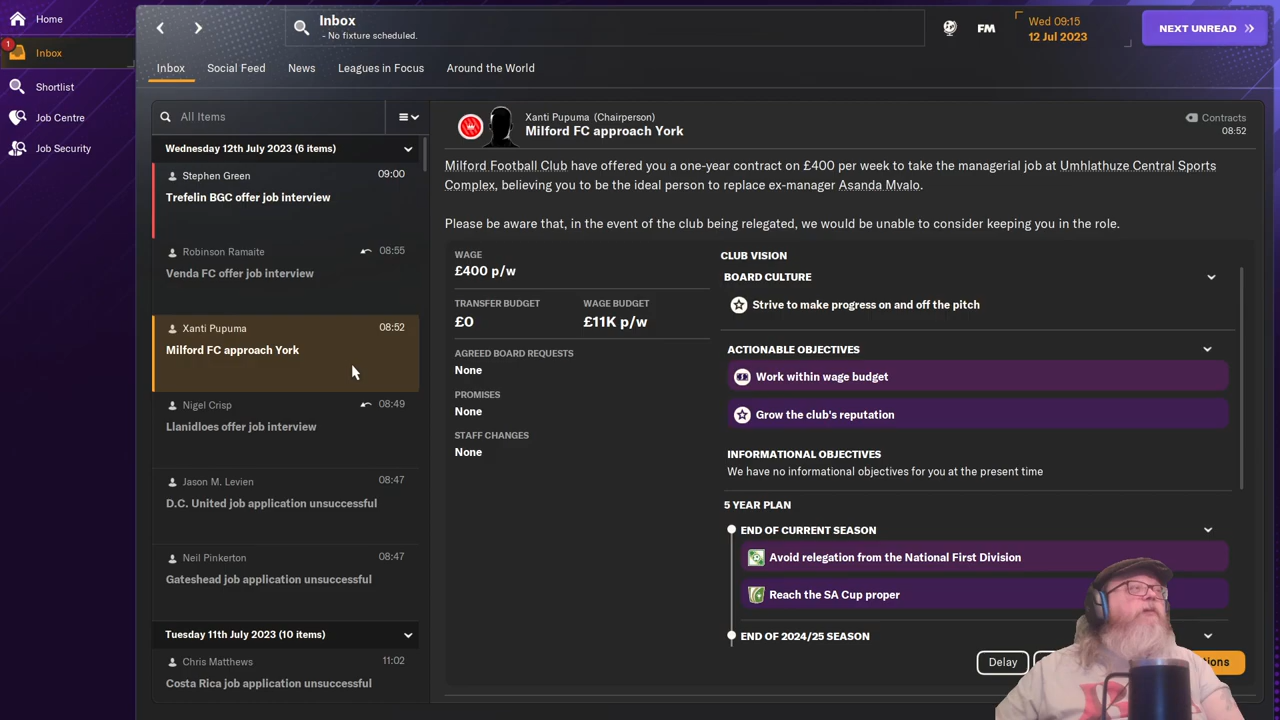 Home
Inbox
1
Shortlist
Job Centre
Job Security
Inbox
- No fixture scheduled.
FM
Wed 09:15
12 Jul 2023
NEXT UNREAD
Inbox
Social Feed
News
Leagues in Focus
Around the World
All Items
Wednesday 12th July 2023 (6 items)
Stephen Green
09:00
Trefelin BGC offer job interview
Robinson Ramaite
08:55
Venda FC offer job interview
Xanti Pupuma
08:52
Milford FC approach York
Nigel Crisp
08:49
Llanidloes offer job interview
Jason M. Levien
08:47
D.C. United job application unsuccessful
Neil Pinkerton
08:47
Gateshead job application unsuccessful
Tuesday 11th July 2023 (10 items)
Chris Matthews
11:02
Costa Rica job application unsuccessful
Xanti Pupuma (Chairperson)
Milford FC approach York
Contracts
08:52
Milford Football Club have offered you a one-year contract on £400 per week to take the managerial job at Umhlathuze Central Sports
Complex, believing you to be the ideal person to replace ex-manager Asanda Mvalo.
Please be aware that, in the event of the club being relegated, we would be unable to consider keeping you in the role.
WAGE
£400 p/w
TRANSFER BUDGET
£0
WAGE BUDGET
£11K p/w
AGREED BOARD REQUESTS
None
PROMISES
None
STAFF CHANGES
None
CLUB VISION
BOARD CULTURE
Strive to make progress on and off the pitch
ACTIONABLE OBJECTIVES
Work within wage budget
Grow the club's reputation
INFORMATIONAL OBJECTIVES
We have no informational objectives for you at the present time
5 YEAR PLAN
END OF CURRENT SEASON
Avoid relegation from the National First Division
Reach the SA Cup proper
END OF 2024/25 SEASON
Delay